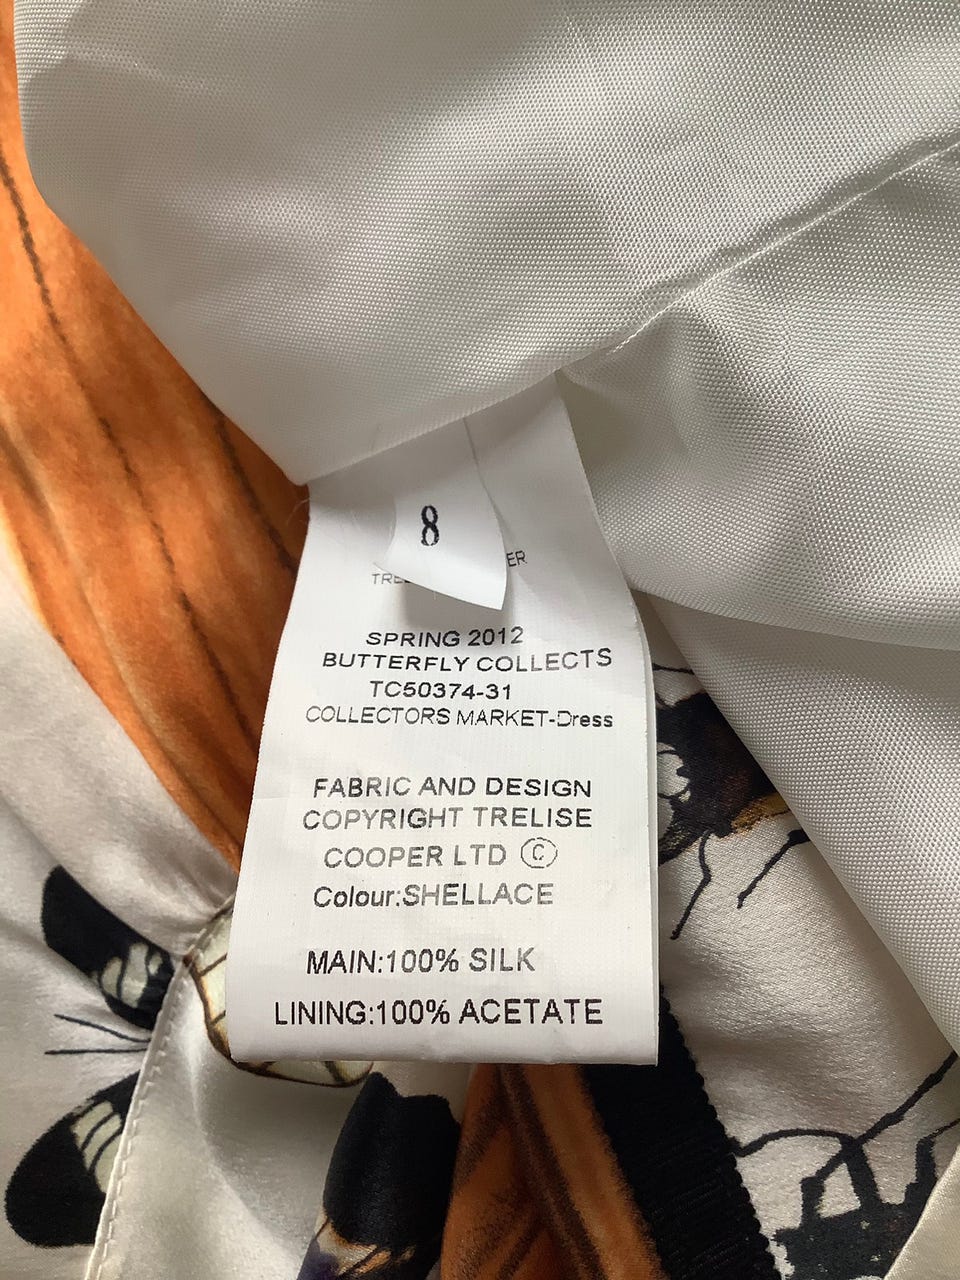 8
SPRING 2012
BUTTERFLY COLLECTS
TC50374-31
COLLECTORS MARKET-Dress
FABRIC AND DESIGN
COPYRIGHT TRELISE
COOPER LTD ©
Colour:SHELLACE
MAIN:100% SILK
LINING:100% ACETATE